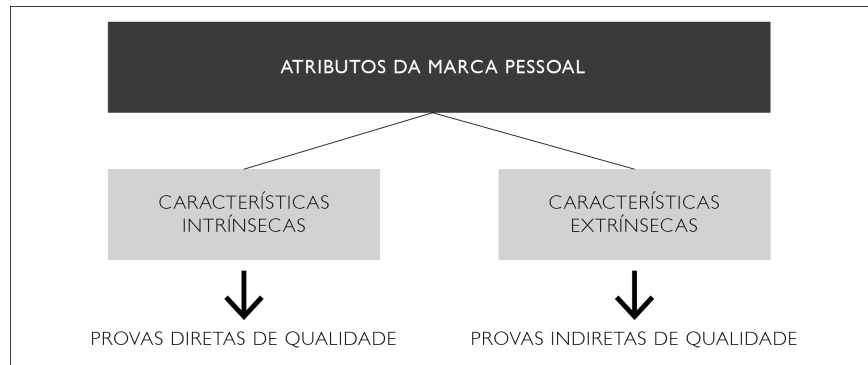 ATRIBUTOS DA MARCA PESSOAL
CARACTERÍSTICAS
INTRÍNSECAS
CARACTERÍSTICAS
EXTRÍNSECAS
PROVAS DIRETAS DE QUALIDADE
PROVAS INDIRETAS DE QUALIDADE